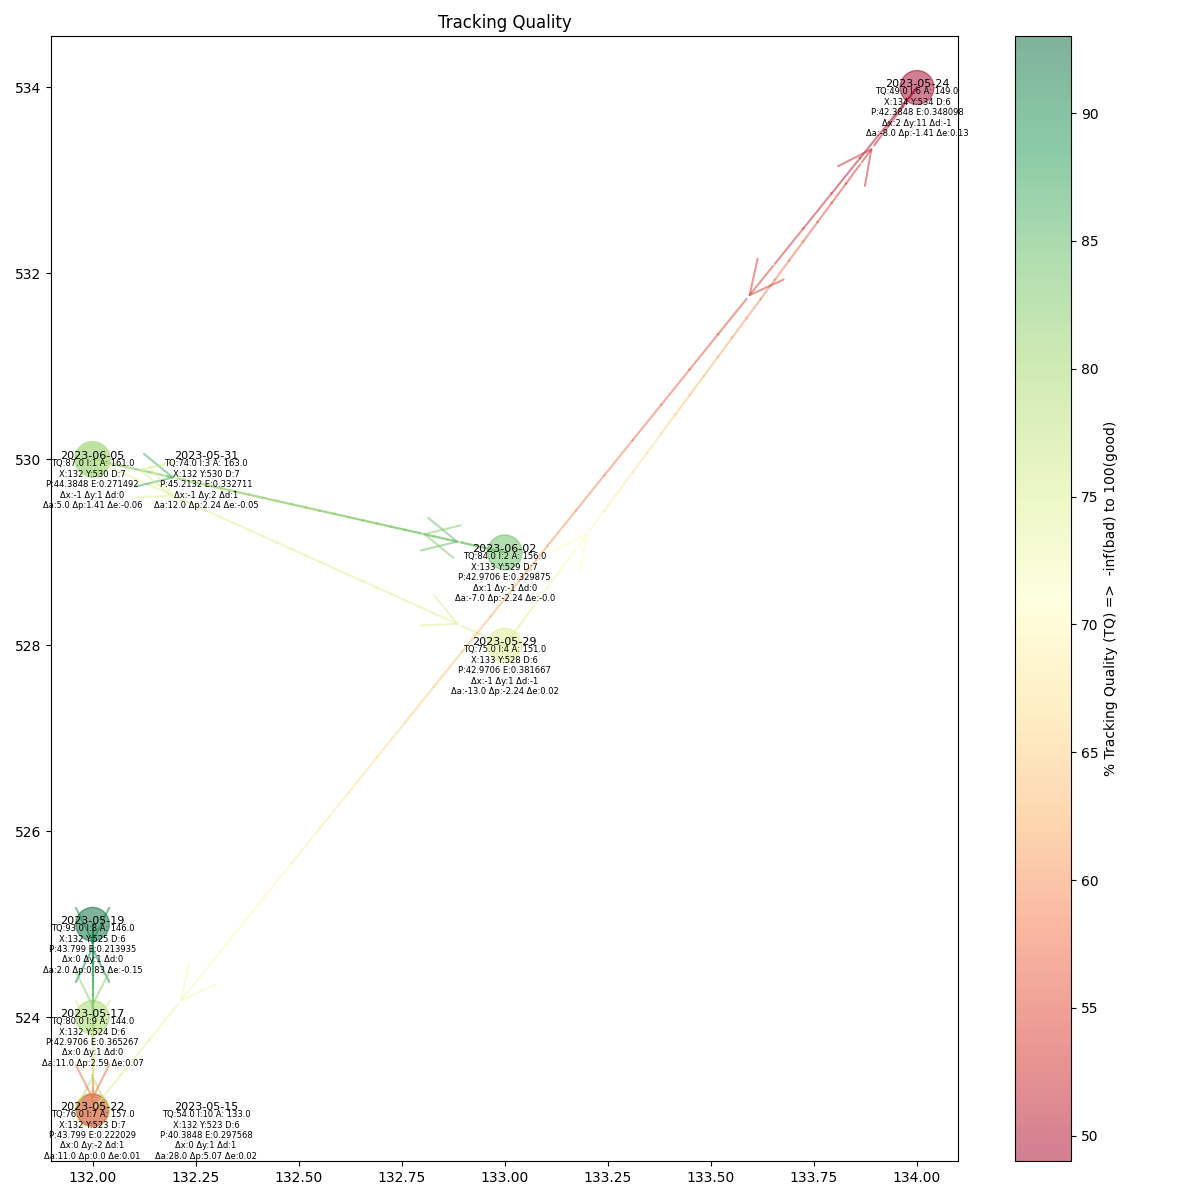 Tracking Quality
534
532
530
528
526
524
2023-05-24
TQ:49.0 I:6 A: 149.0
X:134 Y:534 D:6
P:42.3848 E:0.348098
Δx:2 Δy:11 Δd:-1
Δa:-8.0 Δp:-1.41 Δe:0.13
2023-06-05
TQ:87.0 I:1 A: 161.0
X:132 Y:530 D:7
P:44.3848 E:0.271492
Δx:-1 Δy:1 Δd:0
Δa:5.0 Δp:1.41 Δe:-0.06
2023-05-31
TQ:74.0 I:3 A: 163.0
X:132 Y:530 D:7
P:45.2132 E:0.332711
Δx:-1 Δy:2 Δd:1
Δa:12.0 Δp:2.24 Δe:-0.05
2023-06-02
TQ:84.0 I:2 A: 156.0
X:133 Y:529 D:7
P:42.9706 E:0.329875
Δx:1 Δy:-1 Δd:0
Δa:-7.0 Δp:-2.24 Δe:-0.0
2023-05-29
TQ:75.0 I:4 A: 151.0
X:133 Y:528 D:6
P:42.9706 E:0.381667
Δx:-1 Δy:1 Δd:-1
Δa:-13.0 Δp:-2.24 Δe:0.02
2023-05-19
TQ:93.0 I:8 A: 146.0
X:132 Y:525 D:6
P:43.799 E:0.213935
Δx:0 Δy:1 Δd:0
Δa:2.0 Δp:0.83 Δe:-0.15
2023-05-17
TQ:80.0 I:9 A: 144.0
X:132 Y:524 D:6
P:42.9706 E:0.365267
Δx:0 Δy:1 Δd:0
Δa:11.0 Δp:2.59 Δe:0.07
2023-05-22
TQ:76.0 I:7 A: 157.0
X:132 Y:523 D:7
P:43.799 E:0.222029
Δx:0 Δy:-2 Δd:1
Δa:11.0 Δp:0.0 Δe:0.01
2023-05-15
TQ:54.0 I:10 A: 133.0
X:132 Y:523 D:6
P:40.3848 E:0.297568
Δx:0 Δy:1 Δd:1
Δa:28.0 Δp:5.07 Δe:0.02
132.00
132.25
132.50
132.75
133.00
133.25
133.50
133.75
134.00
90
85
80
75
70
65
60
55
50
% Tracking Quality (TQ) => -inf(bad) to 100(good)